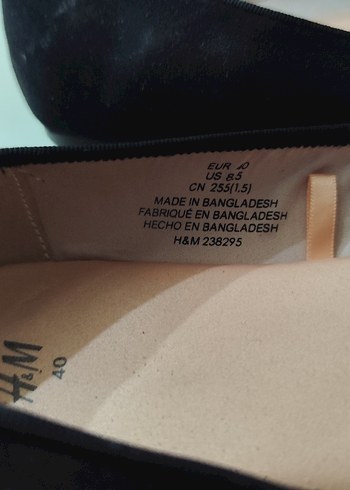 EUR 40
US 8.5
CN 255(1.5)
MADE IN BANGLADESH
FABRIQUÉ EN BANGLADESH
HECHO EN BANGLADESH
H&M 238295
H&M
40